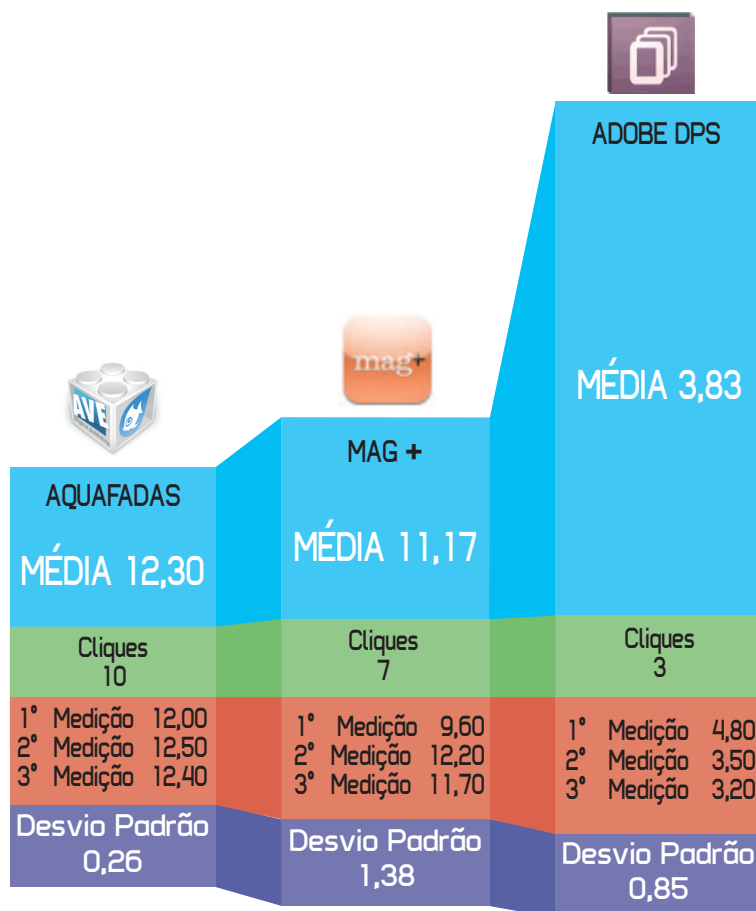 ADOBE DPS
MÉDIA 3,83
mag+
MAG +
MÉDIA 11,17
AVE
AQUAFADAS
MÉDIA 12,30
Cliques
10
Cliques
7
Cliques
3
1° Medição 12,00
2° Medição 12,50
3° Medição 12,40
1° Medição 9,60
2° Medição 12,20
3° Medição 11,70
1° Medição 4,80
2° Medição 3,50
3° Medição 3,20
Desvio Padrão
0,26
Desvio Padrão
1,38
Desvio Padrão
0,85